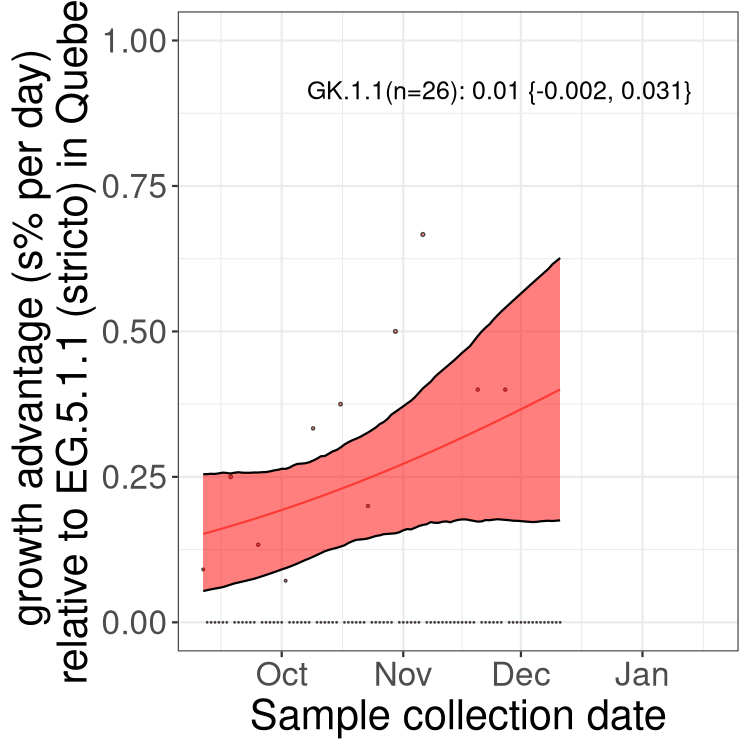 growth advantage (s% per day)
relative to EG.5.1.1 (stricto) in Quebe
1.00
0.75
0.50
0.25
0.00
GK.1.1(n=26): 0.01 {-0.002, 0.031}
Oct Nov Dec Jan
Sample collection date